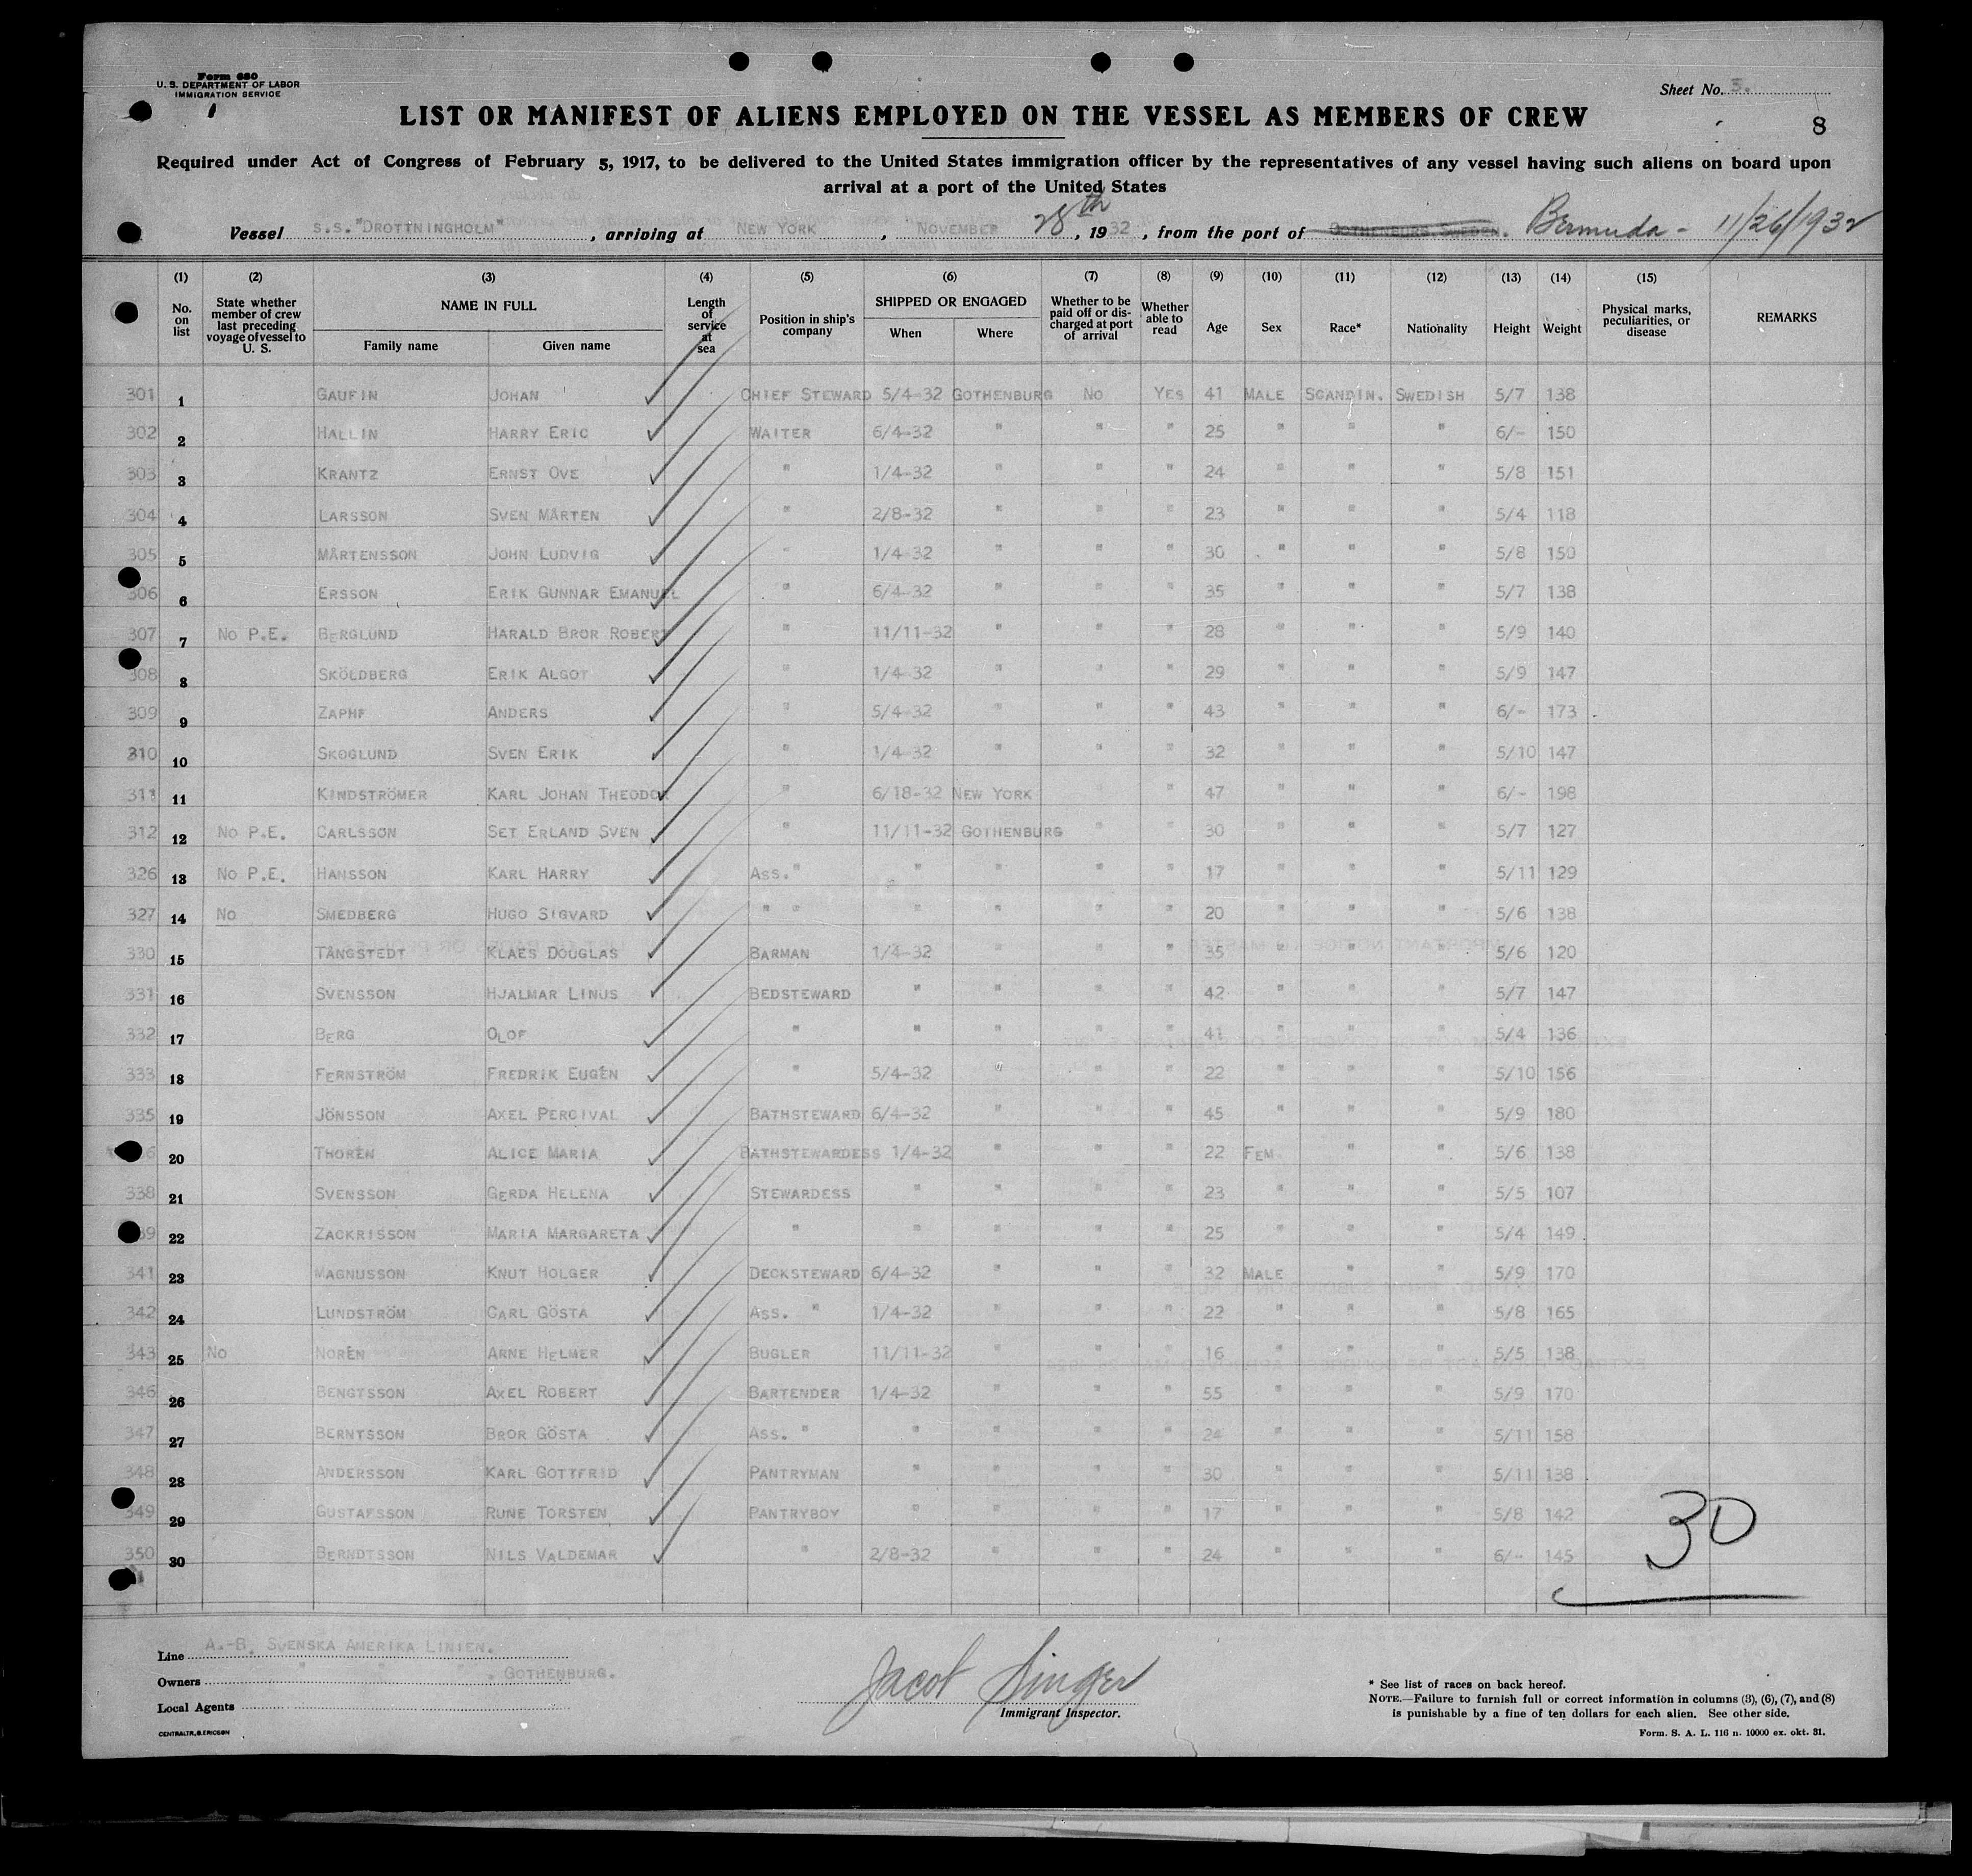 Form 680
U. S. DEPARTMENT OF LABOR
IMMIGRATION SERVICE
Sheet No. 3.
8
LIST OR MANIFEST OF ALIENS EMPLOYED ON THE VESSEL AS MEMBERS OF CREW
Required under Act of Congress of February 5, 1917, to be delivered to the United States immigration officer by the representatives of any vessel having such aliens on board upon
arrival at a port of the United States
Vessel S.S. "DROTTNINGHOLM" , arriving at NEW YORK , NOVEMBER 28th , 1932 , from the port of GOTHENBURG, SWEDEN. Bermuda - 11/26/1932
(1) (2) (3) (4) (5) (6) (7) (8) (9) (10) (11) (12) (13) (14) (15)
No. on list State whether member of crew last preceding voyage of vessel to U. S. NAME IN FULL Family name Given name Length of service at sea Position in ship's company SHIPPED OR ENGAGED When Where Whether to be paid off or discharged at port of arrival Whether able to read Age Sex Race* Nationality Height Weight Physical marks, peculiarities, or disease REMARKS
301 1 GAUFIN JOHAN CHIEF STEWARD 5/4-32 GOTHENBURG NO YES 41 MALE SCANDIN. SWEDISH 5/7 138
302 2 HALLIN HARRY ERIC WAITER 6/4-32 " " " 25 " " " 6/- 150
303 3 KRANTZ ERNST OVE " 1/4-32 " " " 24 " " " 5/8 151
304 4 LARSSON SVEN MÅRTEN " 2/8-32 " " " 23 " " " 5/4 118
305 5 MÅRTENSSON JOHN LUDVIG " 1/4-32 " " " 30 " " " 5/8 150
306 6 ERSSON ERIK GUNNAR EMANUEL " 6/4-32 " " " 35 " " " 5/7 138
307 7 NO P.E. BERGLUND HARALD BROR ROBERT " 11/11-32 " " " 28 " " " 5/9 140
308 8 SKÖLDBERG ERIK ALGOT " 1/4-32 " " " 29 " " " 5/9 147
309 9 ZAPHF ANDERS " 5/4-32 " " " 43 " " " 6/- 173
310 10 SKOGLUND SVEN ERIK " 1/4-32 " " " 32 " " " 5/10 147
311 11 KINDSTRÖMER KARL JOHAN THEODOR " 6/18-32 NEW YORK " " 47 " " " 6/- 198
312 12 NO P.E. CARLSSON SET ERLAND SVEN " 11/11-32 GOTHENBURG " " 30 " " " 5/7 127
326 13 NO P.E. HANSSON KARL HARRY ASS. " " " " " 17 " " " 5/11 129
327 14 NO SMEDBERG HUGO SIGVARD " " " " " " 20 " " " 5/6 138
330 15 TÅNGSTEDT KLAES DOUGLAS BARMAN 1/4-32 " " " 35 " " " 5/6 120
331 16 SVENSSON HJALMAR LINUS BEDSTEWARD " " " " 42 " " " 5/7 147
332 17 BERG OLOF " " " " " 41 " " " 5/4 136
333 18 FERNSTRÖM FREDRIK EUGÉN " 5/4-32 " " " 22 " " " 5/10 156
335 19 JÖNSSON AXEL PERCIVAL BATHSTEWARD 6/4-32 " " " 45 " " " 5/9 180
20 THORÉN ALICE MARIA BATHSTEWARDESS 1/4-32 " " " 22 FEM. " " 5/6 138
338 21 SVENSSON GERDA HELENA STEWARDESS " " " " 23 " " " 5/5 107
22 ZACKRISSON MARIA MARGARETA " " " " " 25 " " " 5/4 149
341 23 MAGNUSSON KNUT HOLGER DECKSTEWARD 6/4-32 " " " 32 MALE " " 5/9 170
342 24 LUNDSTRÖM CARL GÖSTA ASS. " 1/4-32 " " " 22 " " " 5/8 165
343 25 NO NORÉN ARNE HELMER BUGLER 11/11-32 " " " 16 " " " 5/5 138
346 26 BENGTSSON AXEL ROBERT BARTENDER 1/4-32 " " " 55 " " " 5/9 170
347 27 BERNTSSON BROR GÖSTA ASS. " " " " " 24 " " " 5/11 158
348 28 ANDERSSON KARL GOTTFRID PANTRYMAN " " " " 30 " " " 5/11 138
349 29 GUSTAFSSON RUNE TORSTEN PANTRYBOY " " " " 17 " " " 5/8 142
350 30 BERNDTSSON NILS VALDEMAR " 2/8-32 " " " 24 " " " 6/- 145
30
Line A.-B. SVENSKA AMERIKA LINIEN.
Owners " " " . GOTHENBURG.
Local Agents
CENTRALTR. G. ERICSON
Jacob Singer
Immigrant Inspector.
* See list of races on back hereof.
NOTE.—Failure to furnish full or correct information in columns (3), (6), (7), and (8)
is punishable by a fine of ten dollars for each alien. See other side.
Form. S. A. L. 116 n. 10000 ex. okt. 31.